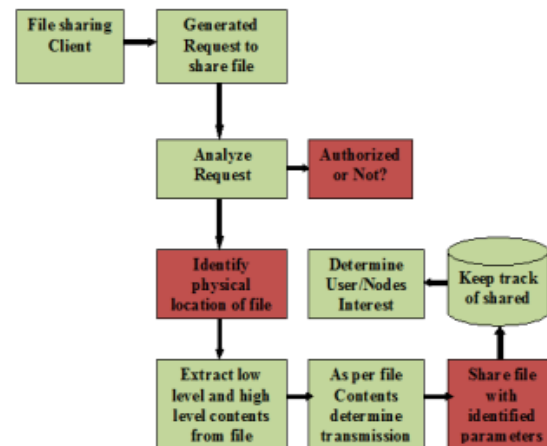 File sharing
Client
Generated
Request to
share file
Analyze
Request
Authorized
or Not?
Identify
physical
location of file
Determine
User/Nodes
Interest
Keep track
of shared
Extract low
level and high
level contents
from file
As per file
Contents
determine
transmission
Share file
with
identified
parameters